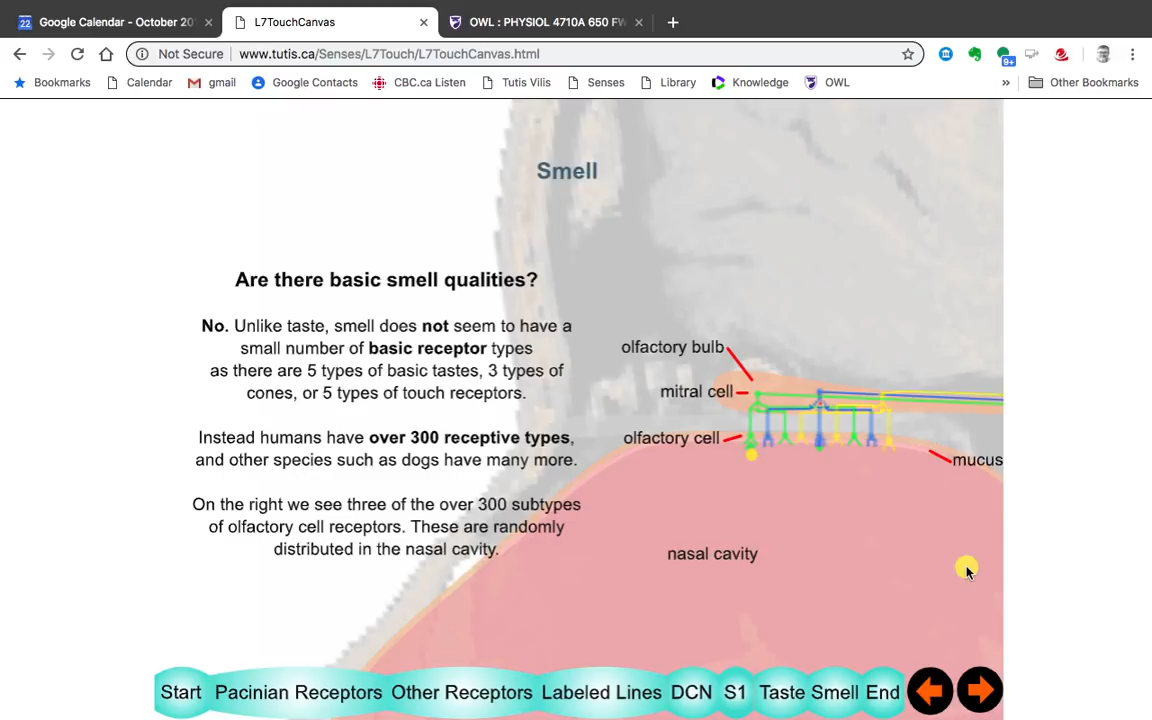 Google Calendar - October 20
L7TouchCanvas
OWL : PHYSIOL 4710A 650 FW
Not Secure
www.tutis.ca/Senses/L7Touch/L7TouchCanvas.html
9+
Bookmarks
Calendar
gmail
Google Contacts
CBC.ca Listen
Tutis Vilis
Senses
Library
Knowledge
OWL
»
Other Bookmarks
Smell
Are there basic smell qualities?
No. Unlike taste, smell does not seem to have a
small number of basic receptor types
as there are 5 types of basic tastes, 3 types of
cones, or 5 types of touch receptors.
Instead humans have over 300 receptive types,
and other species such as dogs have many more.
On the right we see three of the over 300 subtypes
of olfactory cell receptors. These are randomly
distributed in the nasal cavity.
olfactory bulb
mitral cell
olfactory cell
mucus
nasal cavity
Start
Pacinian Receptors
Other Receptors
Labeled Lines
DCN
S1
Taste
Smell
End